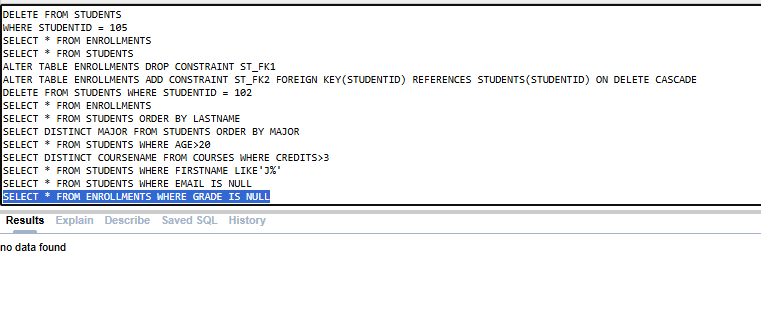 DELETE FROM STUDENTS
WHERE STUDENTID = 105
SELECT * FROM ENROLLMENTS
SELECT * FROM STUDENTS
ALTER TABLE ENROLLMENTS DROP CONSTRAINT ST_FK1
ALTER TABLE ENROLLMENTS ADD CONSTRAINT ST_FK2 FOREIGN KEY(STUDENTID) REFERENCES STUDENTS(STUDENTID) ON DELETE CASCADE
DELETE FROM STUDENTS WHERE STUDENTID = 102
SELECT * FROM ENROLLMENTS
SELECT * FROM STUDENTS ORDER BY LASTNAME
SELECT DISTINCT MAJOR FROM STUDENTS ORDER BY MAJOR
SELECT * FROM STUDENTS WHERE AGE>20
SELECT DISTINCT COURSENAME FROM COURSES WHERE CREDITS>3
SELECT * FROM STUDENTS WHERE FIRSTNAME LIKE'J%'
SELECT * FROM STUDENTS WHERE EMAIL IS NULL
SELECT * FROM ENROLLMENTS WHERE GRADE IS NULL
Results Explain Describe Saved SQL History
no data found